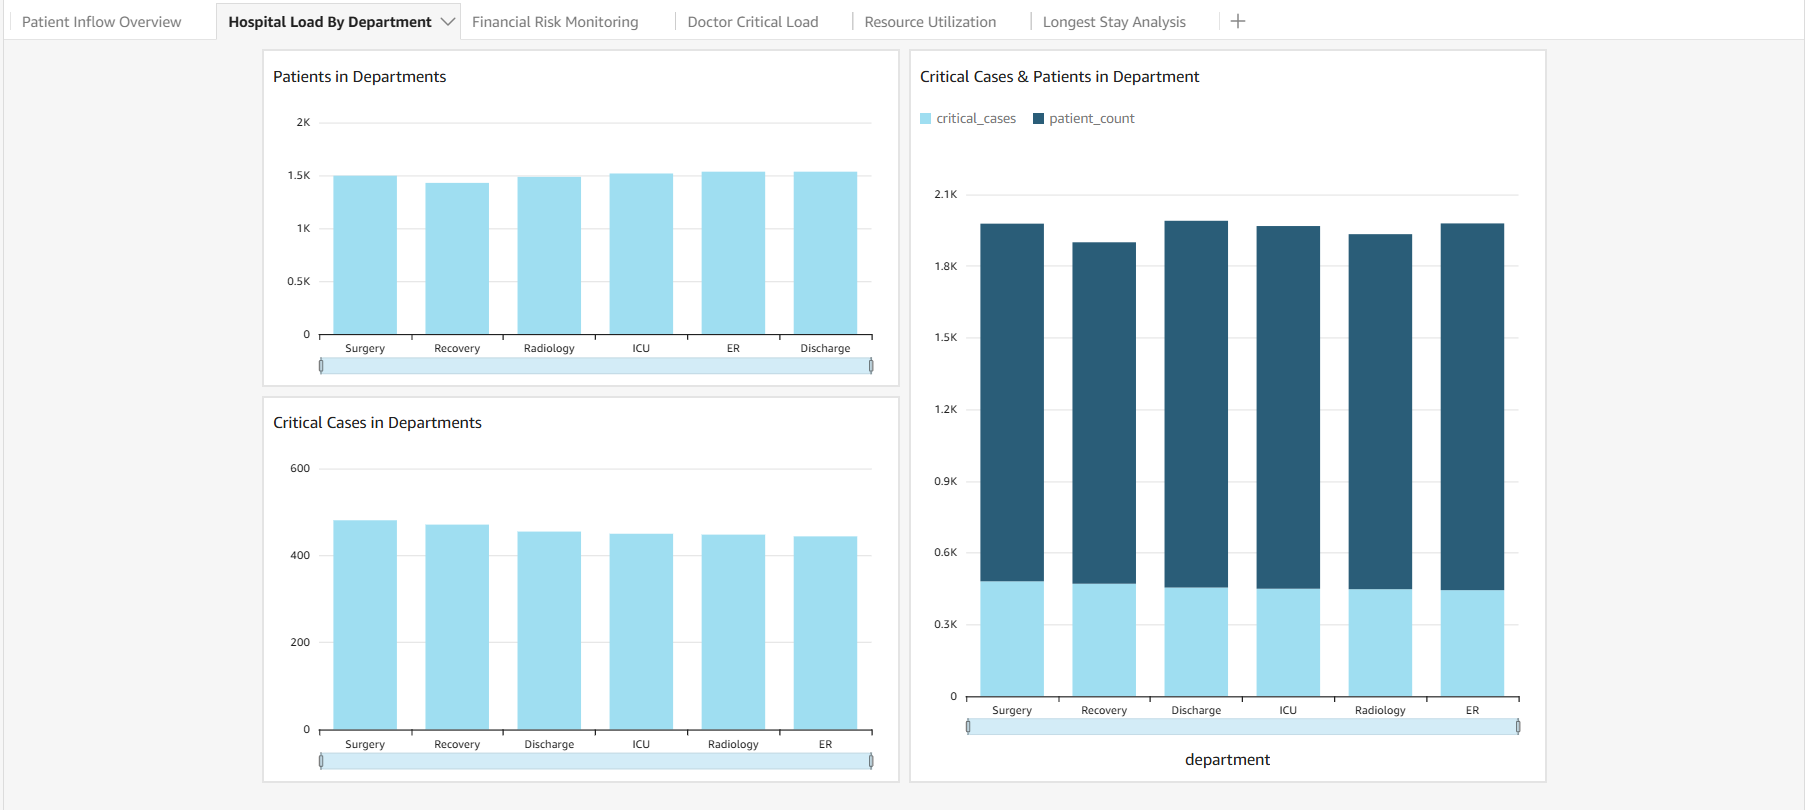 Patient Inflow Overview
Hospital Load By Department
Financial Risk Monitoring
Doctor Critical Load
Resource Utilization
Longest Stay Analysis
Patients in Departments
2K
1.5K
1K
0.5K
0
Surgery
Recovery
Radiology
ICU
ER
Discharge
Critical Cases in Departments
600
400
200
0
Surgery
Recovery
Discharge
ICU
Radiology
ER
Critical Cases & Patients in Department
critical_cases
patient_count
2.1K
1.8K
1.5K
1.2K
0.9K
0.6K
0.3K
0
Surgery
Recovery
Discharge
ICU
Radiology
ER
department